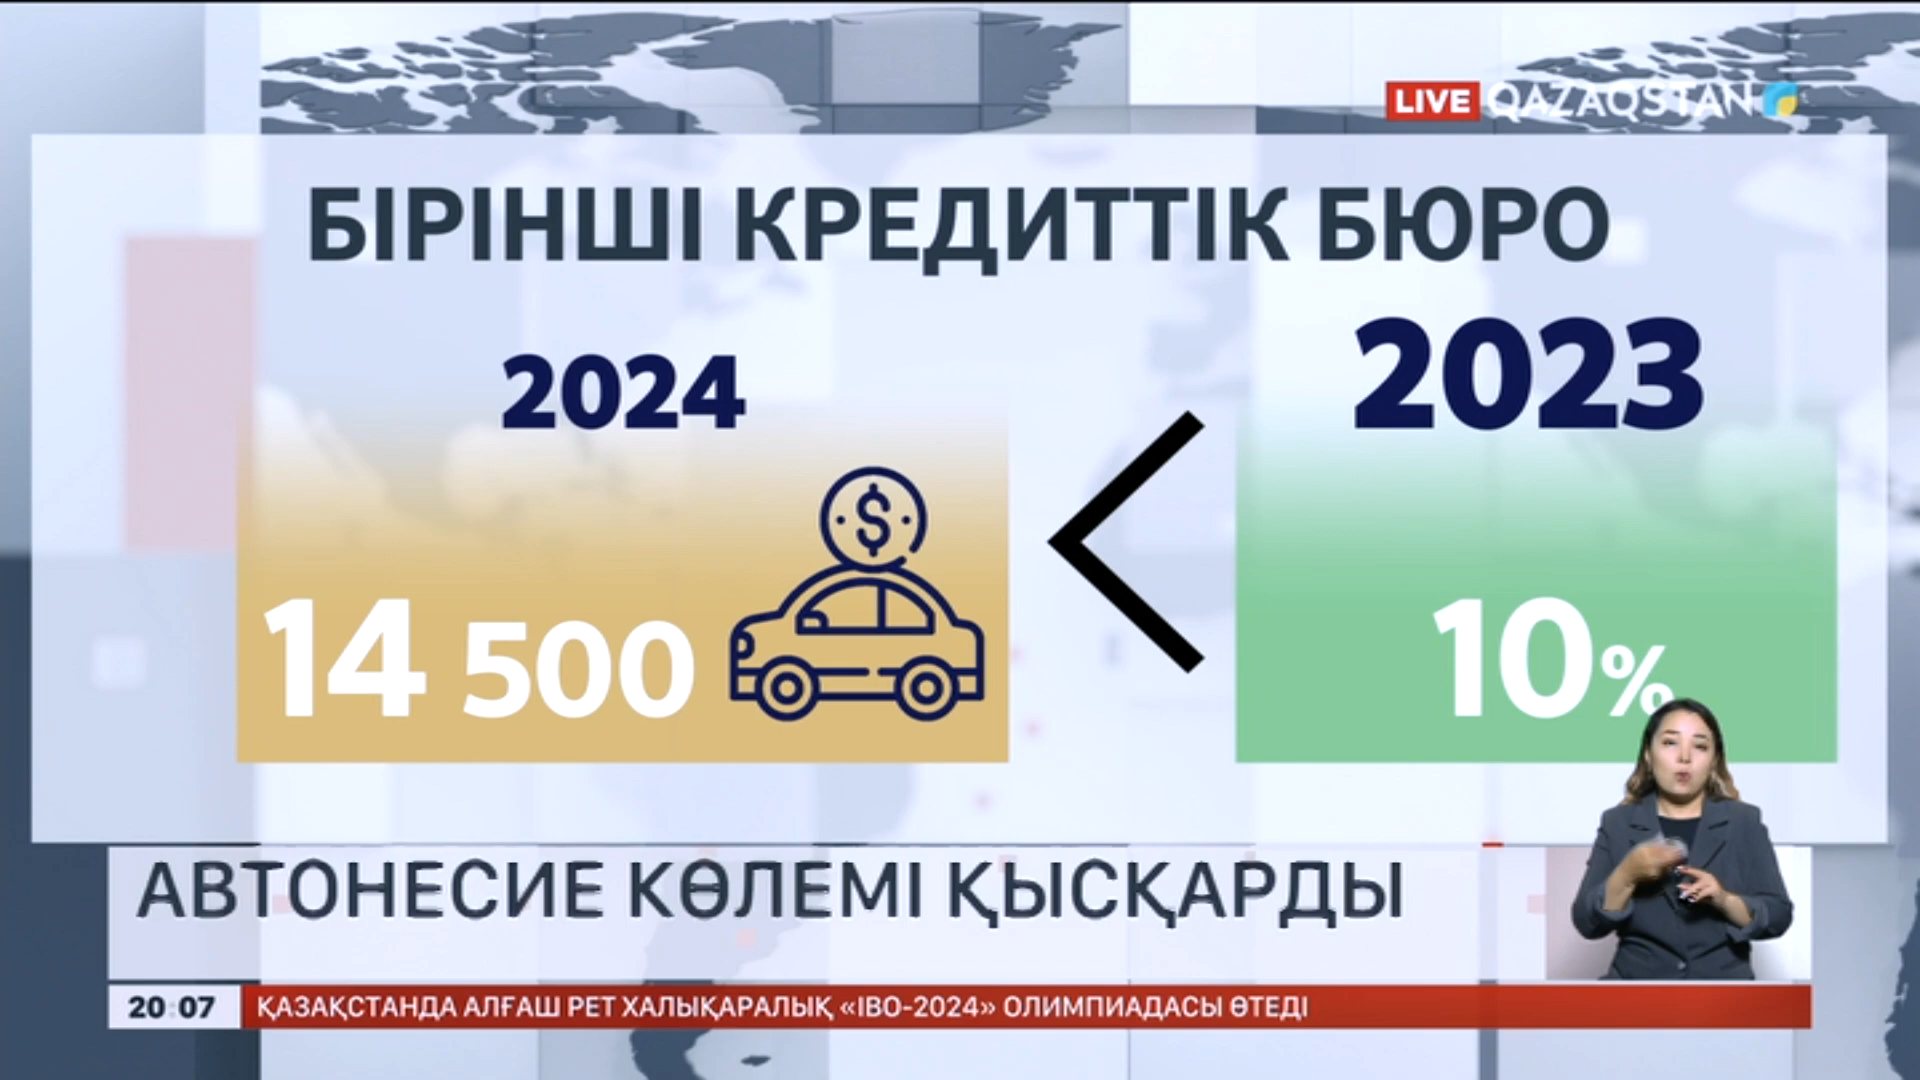 LIVE QAZAQSTAN
БІРІНШІ КРЕДИТТІК БЮРО
2024
2023
$
14 500
<
10%
АВТОНЕСИЕ КӨЛЕМІ ҚЫСҚАРДЫ
20:07
ҚАЗАҚСТАНДА АЛҒАШ РЕТ ХАЛЫҚАРАЛЫҚ «IBO-2024» ОЛИМПИАДАСЫ ӨТЕДІ